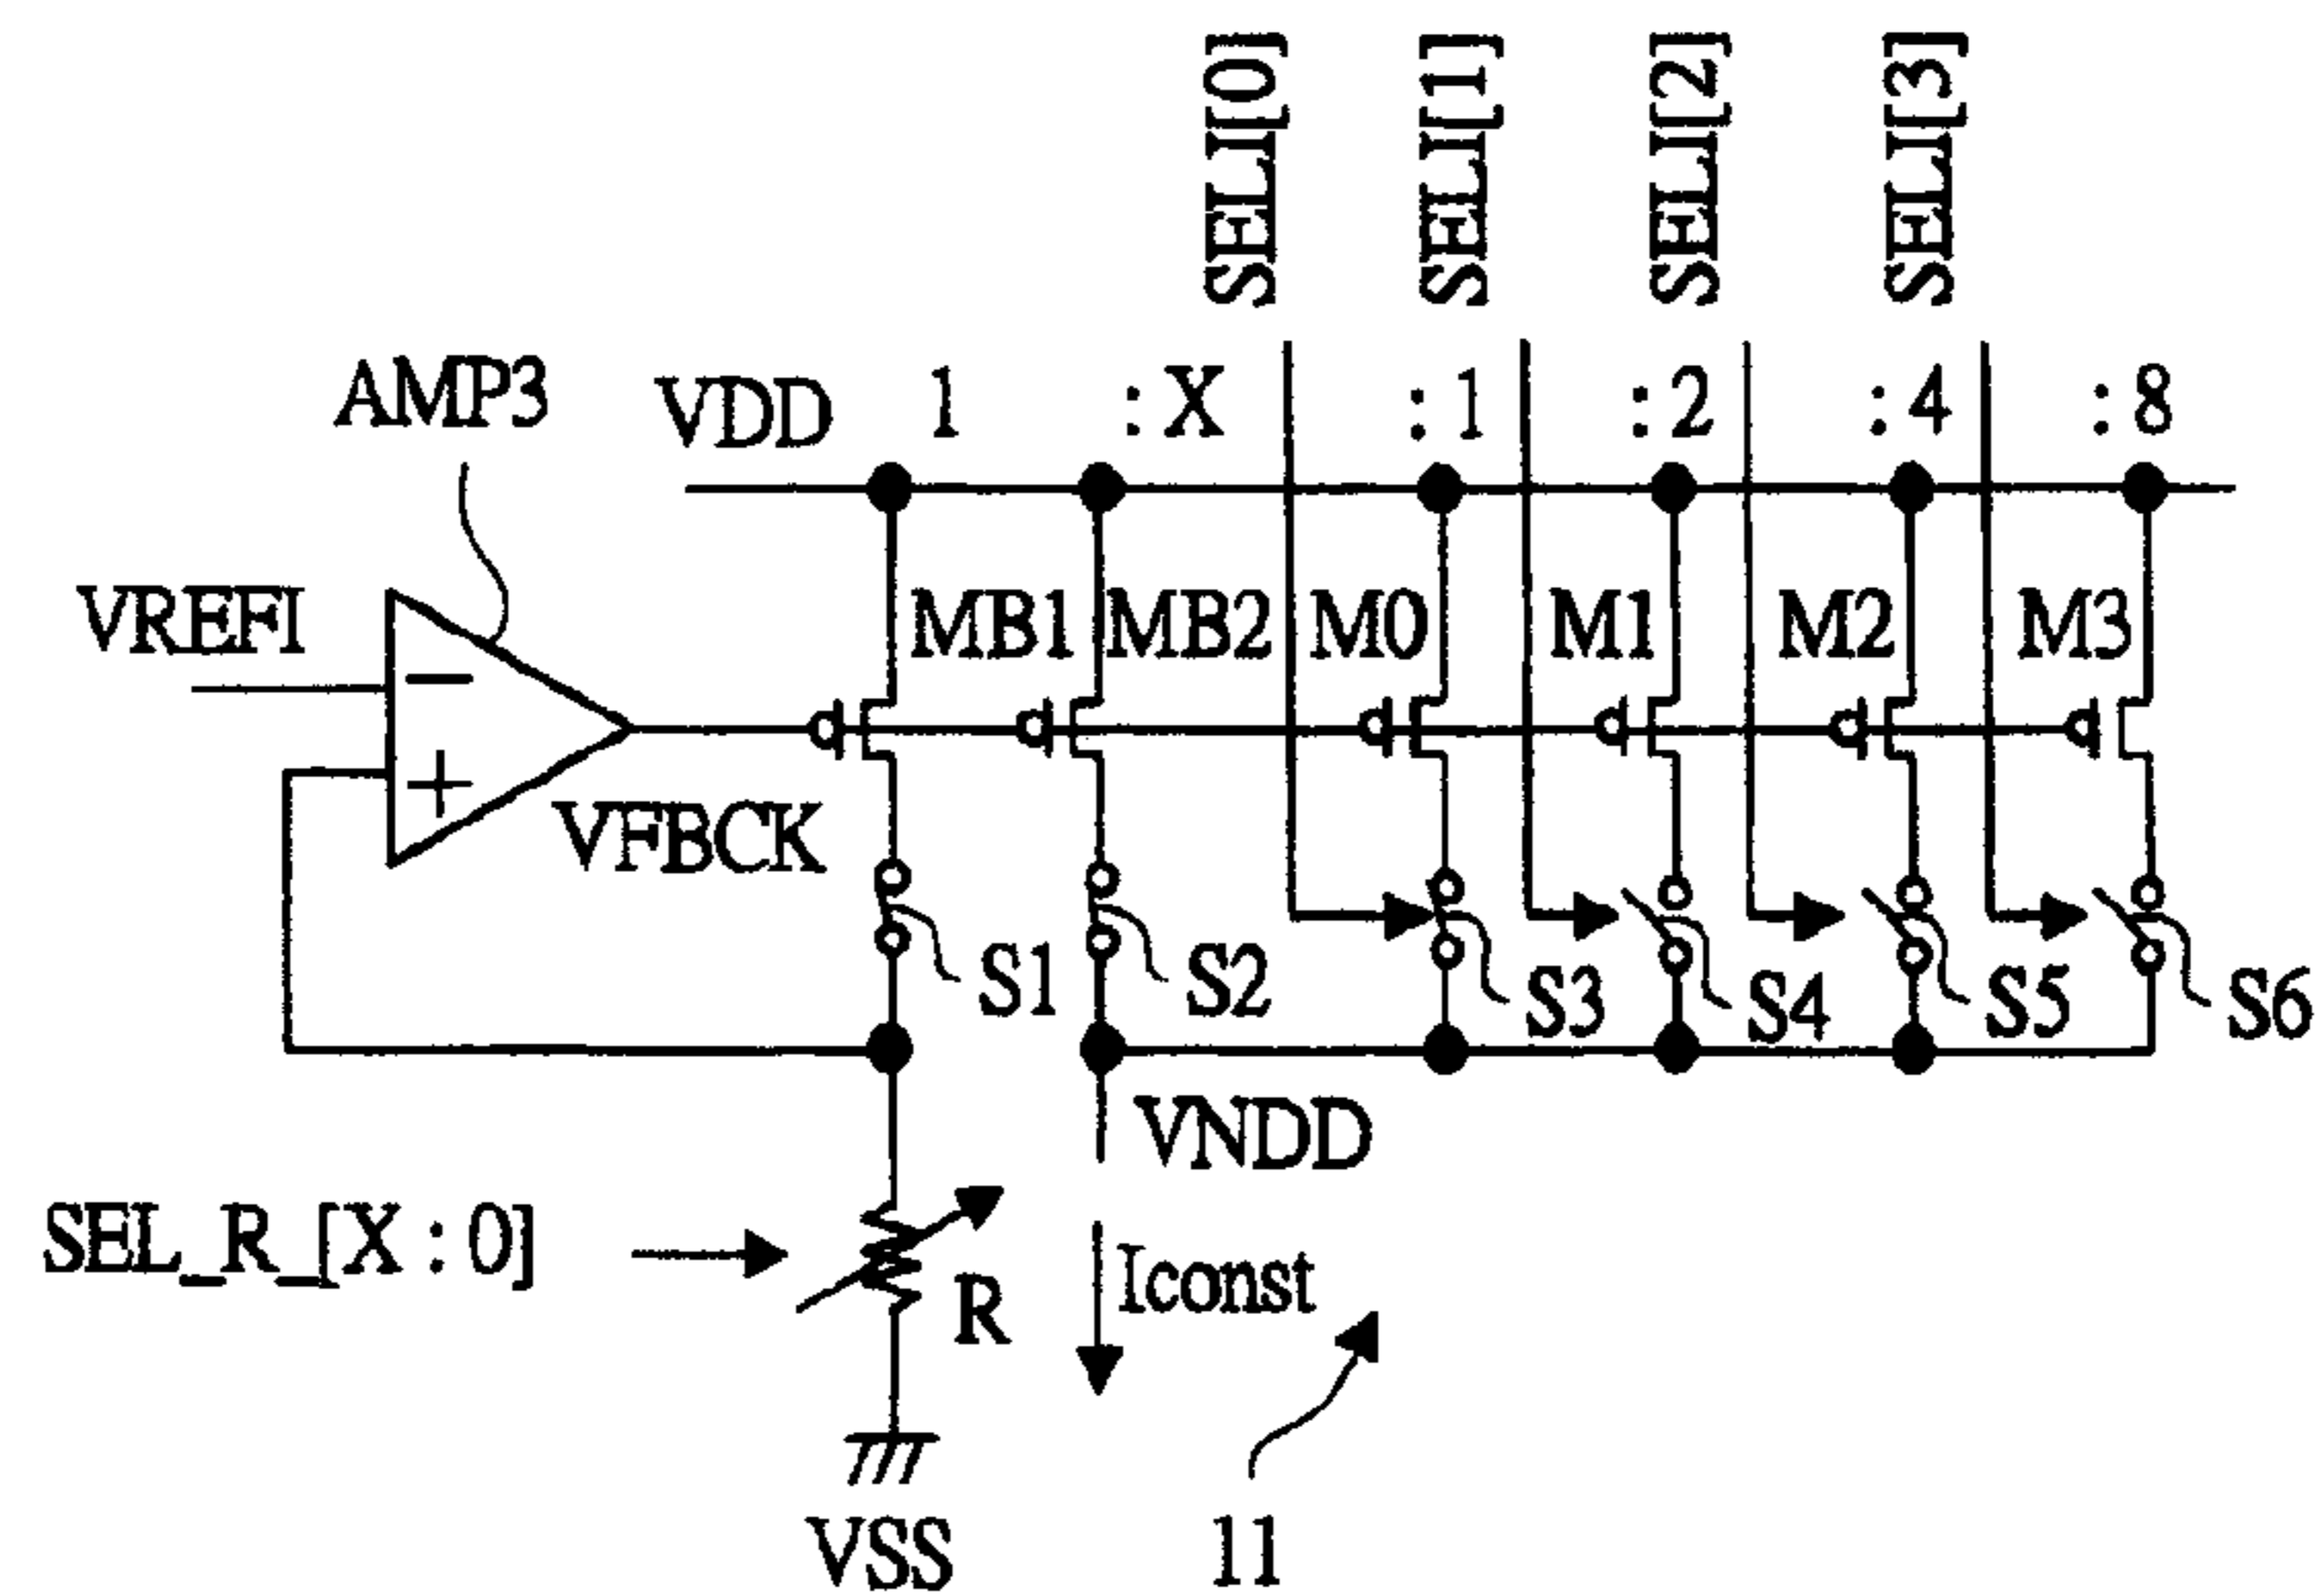 SELI[0]
SELI[1]
SELI[2]
SELI[3]
AMP3
VDD 1 :X :1 :2 :4 :8
VREFI
MB1 MB2 M0 M1 M2 M3
−
+
VFBCK
S1 S2 S3 S4 S5 S6
VNDD
SEL_R_[X:0]
R
Iconst
VSS
11